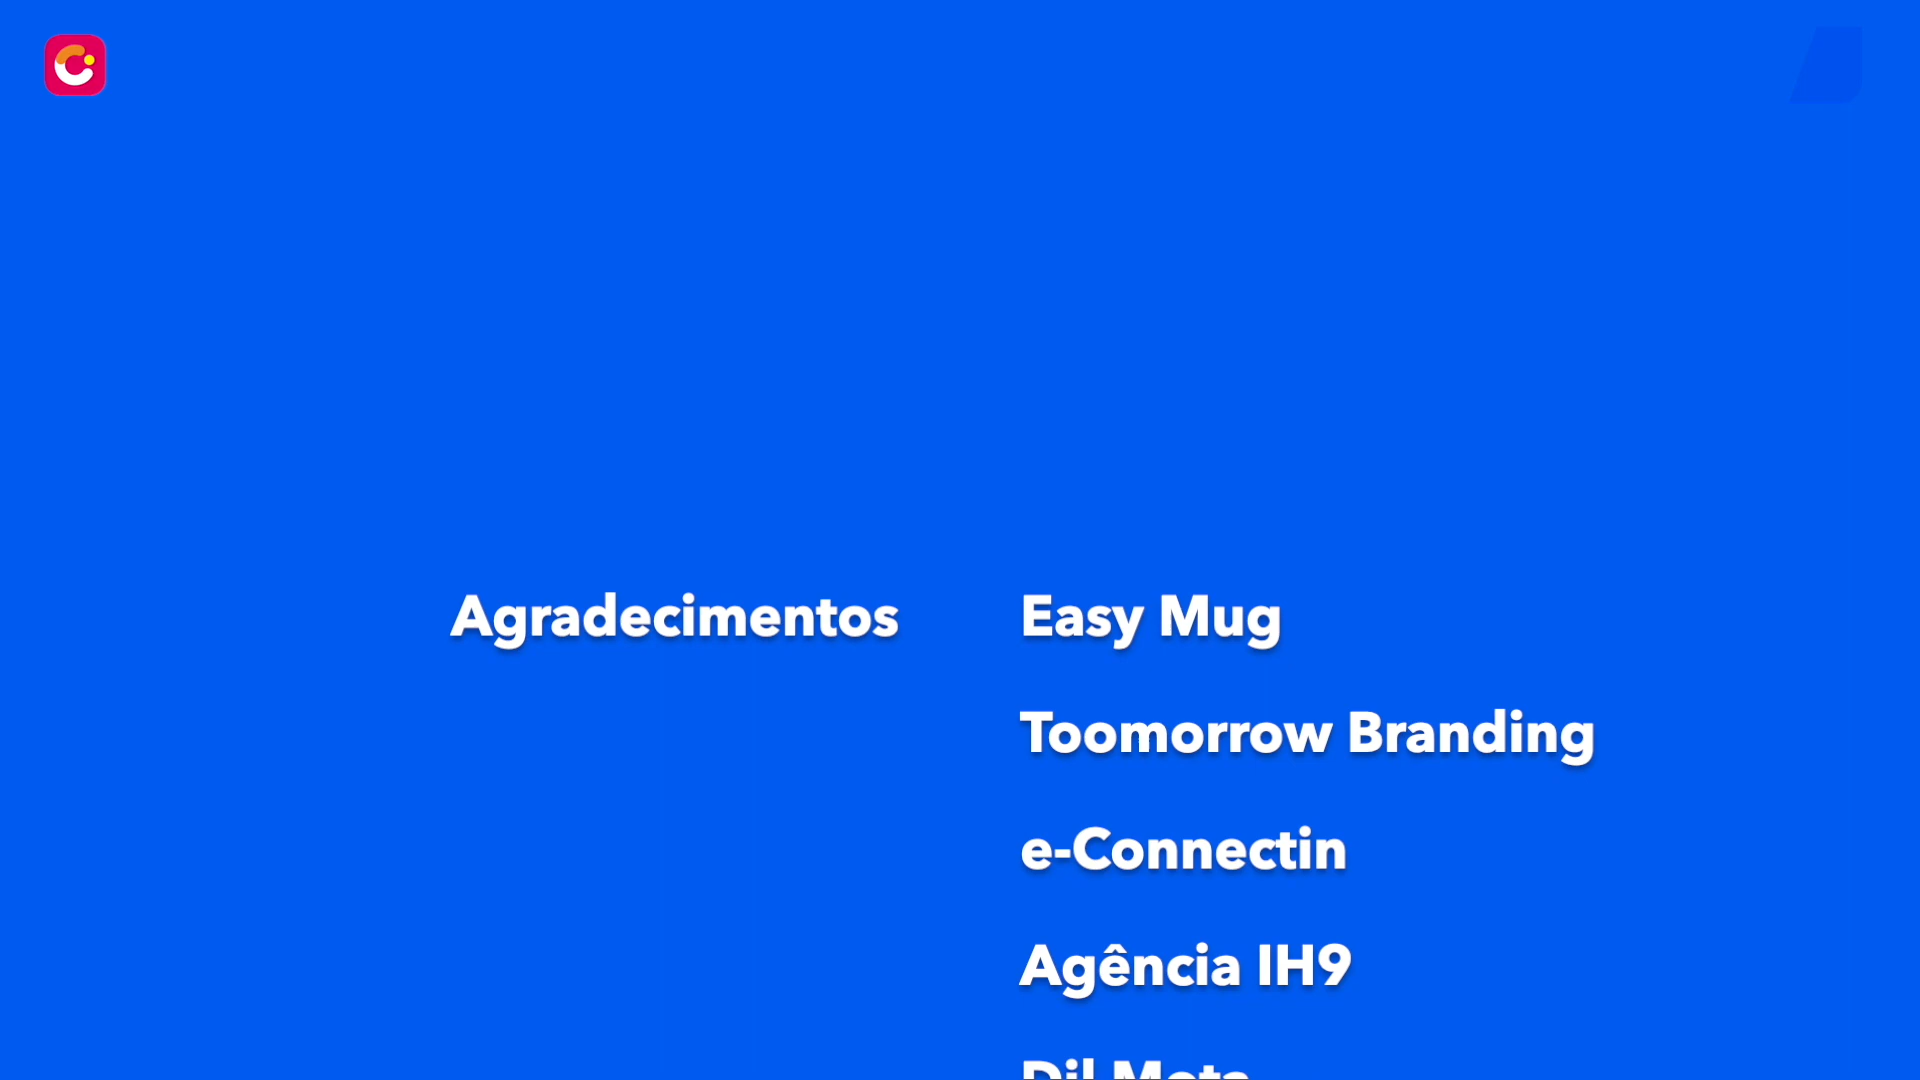 Agradecimentos Easy Mug
Toomorrow Branding
e-Connectin
Agência IH9